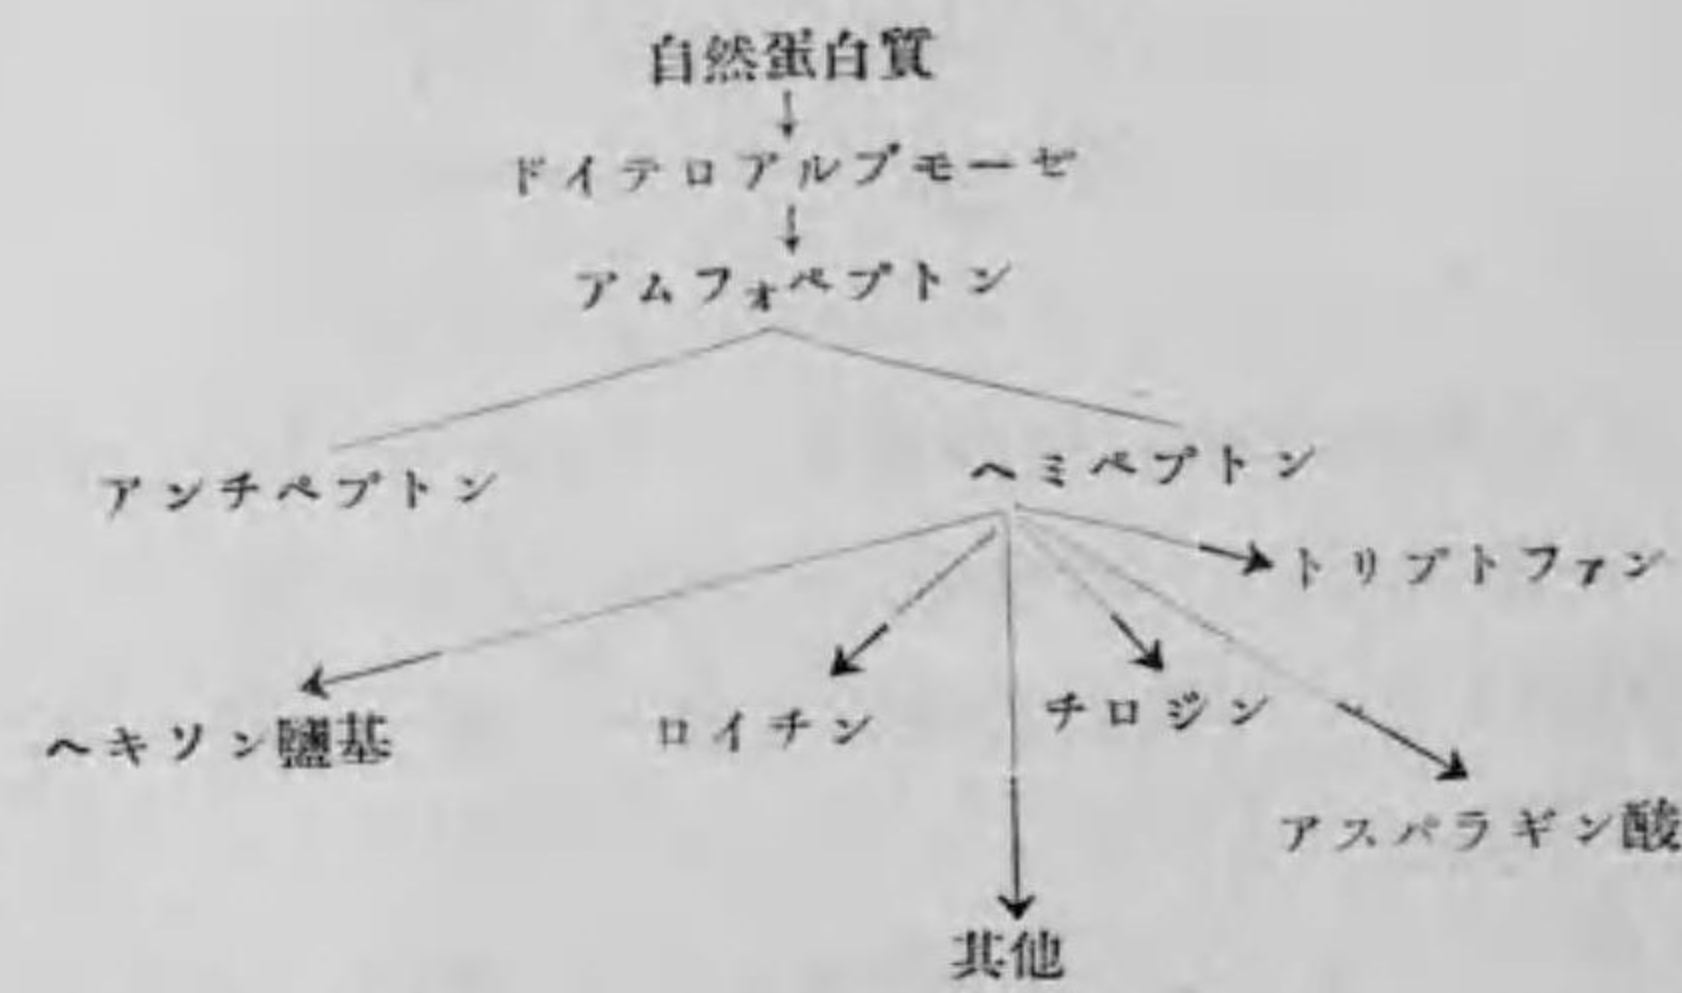 自然蛋白質
ドイテロアルブモーゼ
アムフォペプトン
アンチペプトン
ヘミペプトン
トリプトファン
ヘキソン鹽基
ロイチン
チロジン
アスパラギン酸
其他